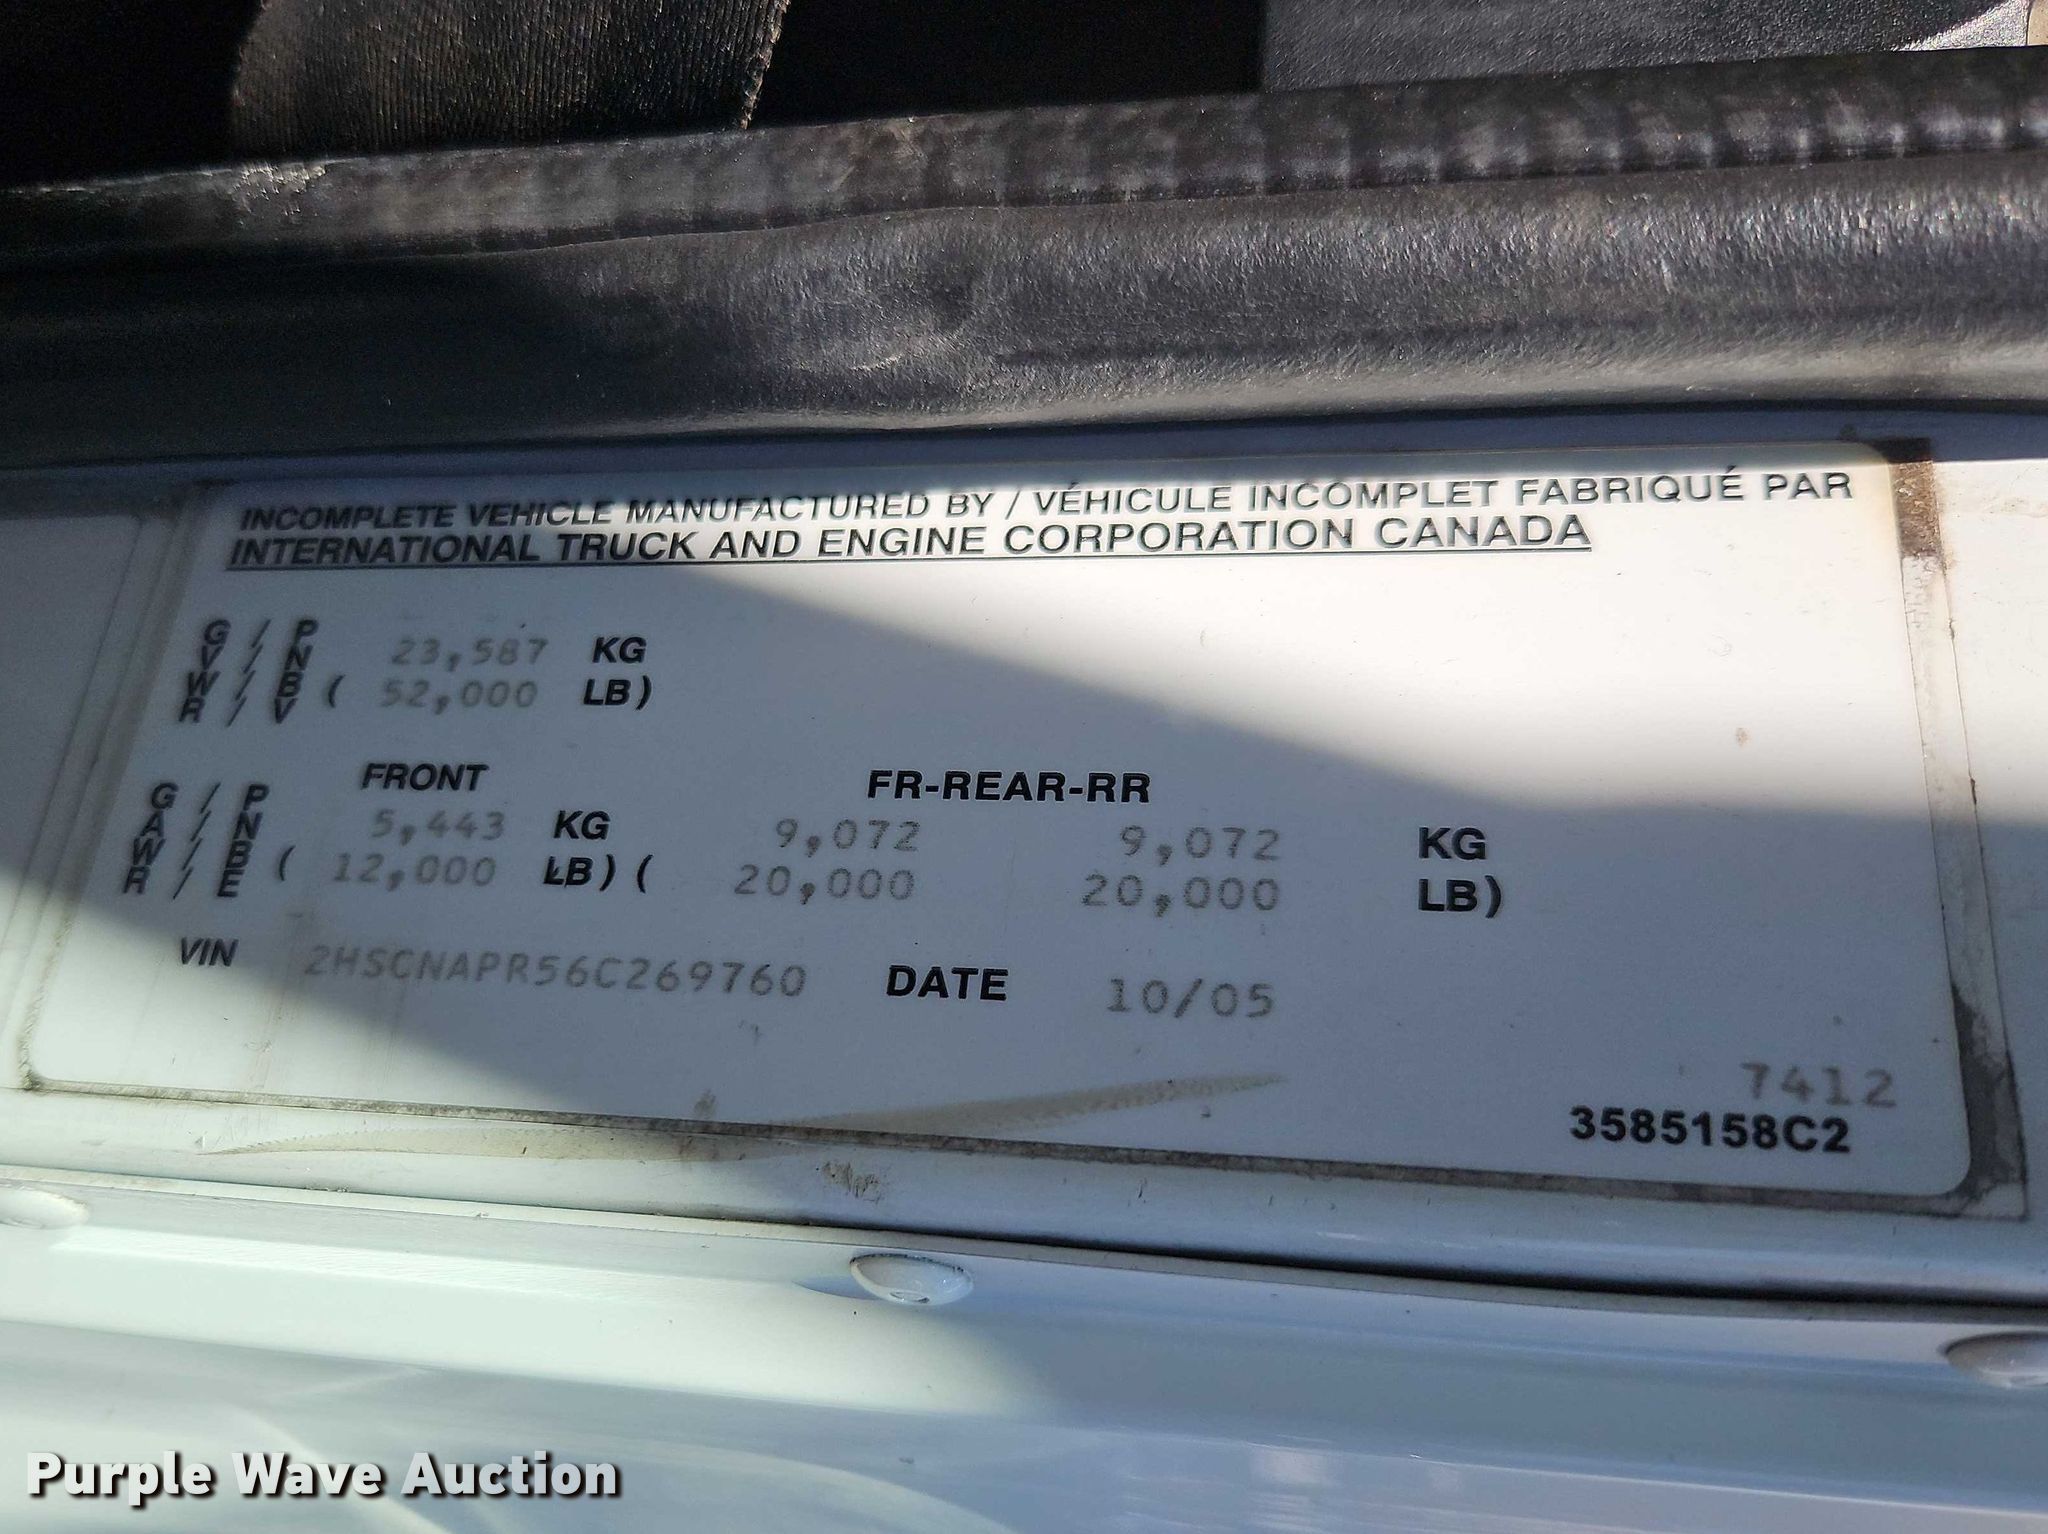 INCOMPLETE VEHICLE MANUFACTURED BY / VÉHICULE INCOMPLET FABRIQUÉ PAR
INTERNATIONAL TRUCK AND ENGINE CORPORATION CANADA
G / P
V / N 23,587 KG
W / B ( 52,000 LB)
R / V
FRONT FR-REAR-RR
G / P
A / N 5,443 KG 9,072 9,072 KG
W / B ( 12,000 LB) ( 20,000 20,000 LB)
R / E
VIN 2HSCNAPR56C269760 DATE 10/05
7412
3585158C2
Purple Wave Auction